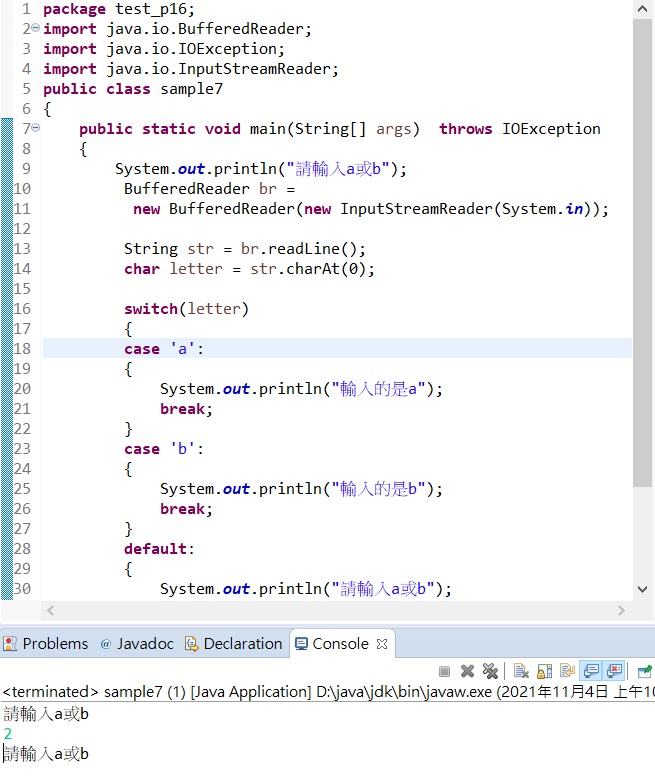 1 package test_p16;
2 import java.io.BufferedReader;
3 import java.io.IOException;
4 import java.io.InputStreamReader;
5 public class sample7
6 {
7     public static void main(String[] args)  throws IOException
8     {
9         System.out.println("請輸入a或b");
10         BufferedReader br =
11          new BufferedReader(new InputStreamReader(System.in));
12
13         String str = br.readLine();
14         char letter = str.charAt(0);
15
16         switch(letter)
17         {
18         case 'a':
19         {
20             System.out.println("輸入的是a");
21             break;
22         }
23         case 'b':
24         {
25             System.out.println("輸入的是b");
26             break;
27         }
28         default:
29         {
30             System.out.println("請輸入a或b");
Problems @ Javadoc Declaration Console
<terminated> sample7 (1) [Java Application] D:\java\jdk\bin\javaw.exe (2021年11月4日 上午10
請輸入a或b
2
請輸入a或b